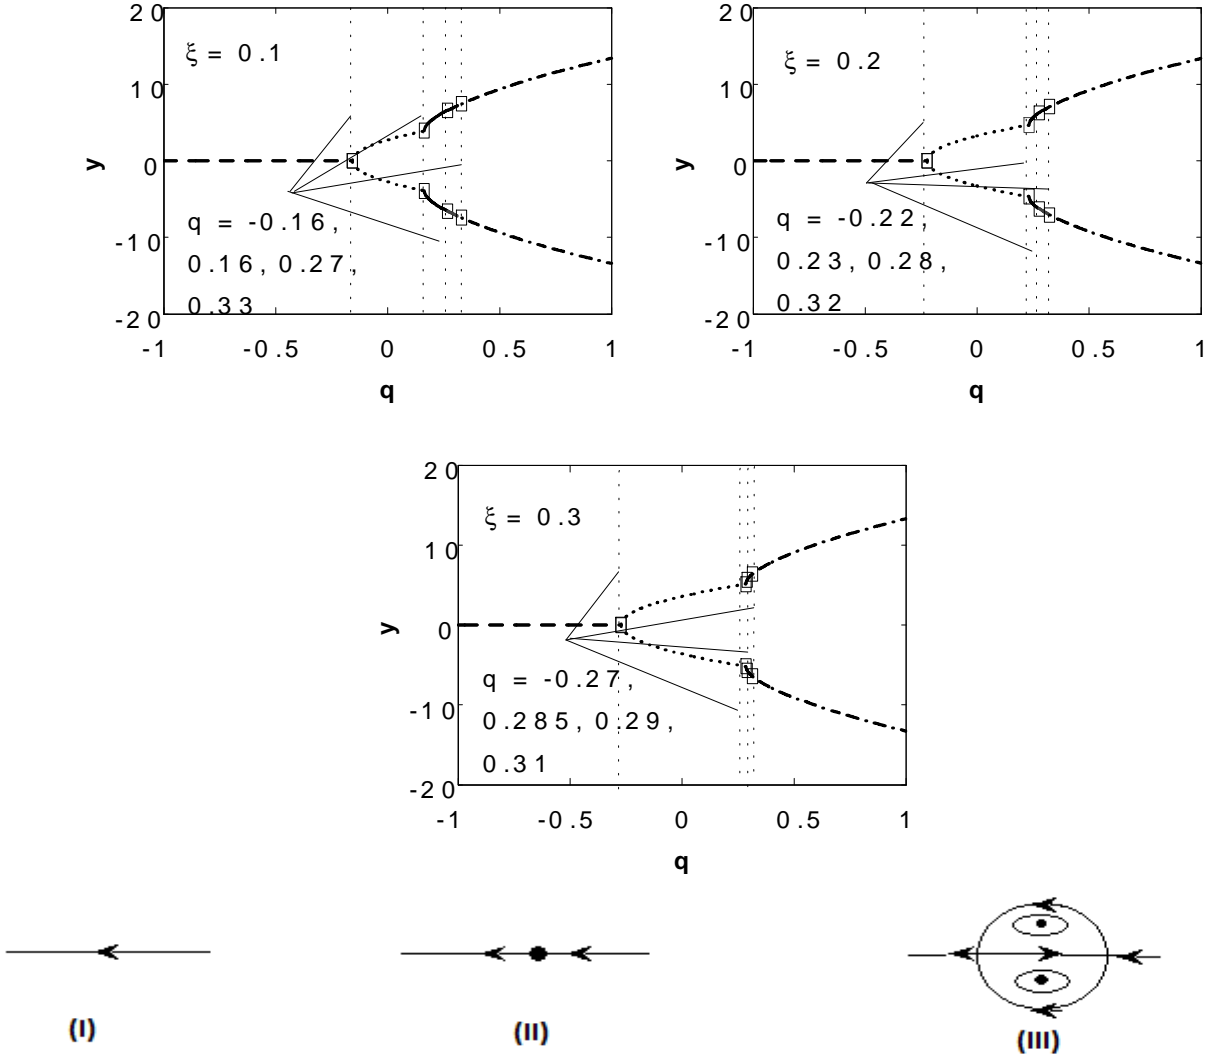 20
10
0
-10
-20
y
ξ = 0.1
q = -0.16,
0.16, 0.27,
0.33
-1 -0.5 0 0.5 1
q
20
10
0
-10
-20
y
ξ = 0.2
q = -0.22,
0.23, 0.28,
0.32
-1 -0.5 0 0.5 1
q
20
10
0
-10
-20
y
ξ = 0.3
q = -0.27,
0.285, 0.29,
0.31
-1 -0.5 0 0.5 1
q
(I) (II) (III)